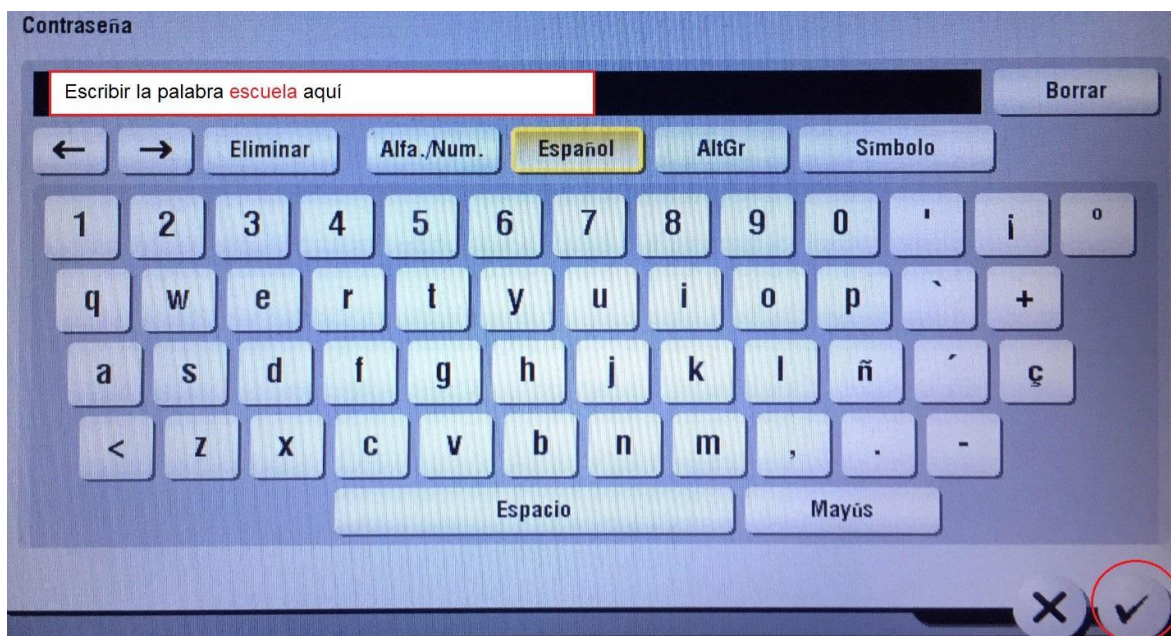 Contraseña
Escribir la palabra escuela aquí
Borrar
← → Eliminar Alfa./Num. Español AltGr Símbolo
1 2 3 4 5 6 7 8 9 0 ' ¡ º
q w e r t y u i o p ` +
a s d f g h j k l ñ ´ ç
< z x c v b n m , . -
Espacio Mayús